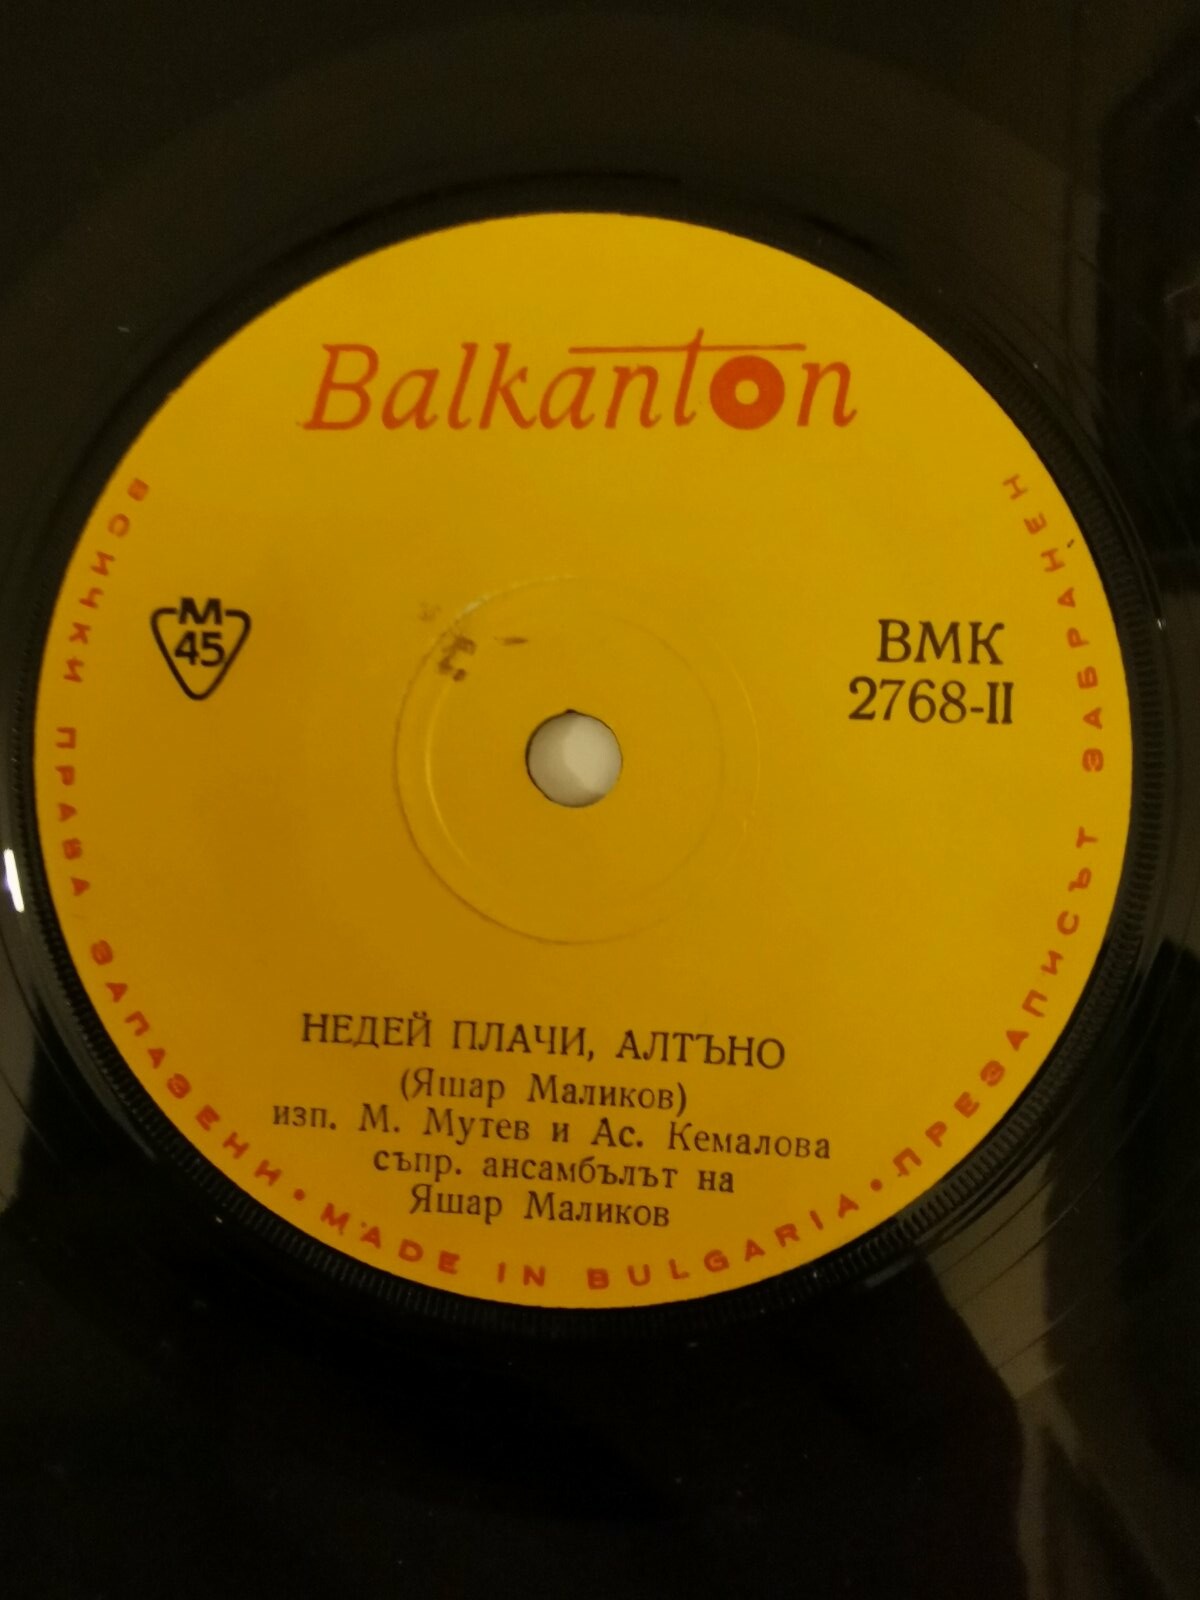 Balkanton
М
45
ВМК
2768-II
НЕДЕЙ ПЛАЧИ, АЛТЪНО
(Яшар Маликов)
изп. М. Мутев и Ас. Кемалова
съпр. ансамбълът на
Яшар Маликов
ВСИЧКИ ПРАВА ЗАПАЗЕНИ • MADE IN BULGARIA • ПРЕЗАПИСЪТ ЗАБРАНЕН